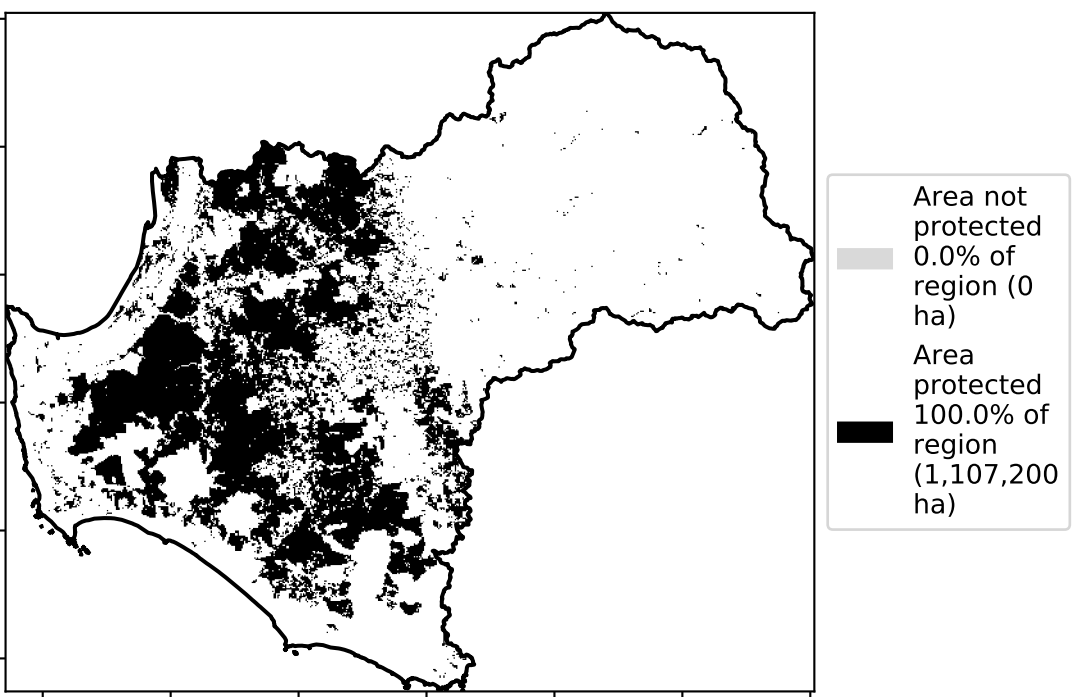 Area not
protected
0.0% of
region (0
ha)
Area
protected
100.0% of
region
(1,107,200
ha)